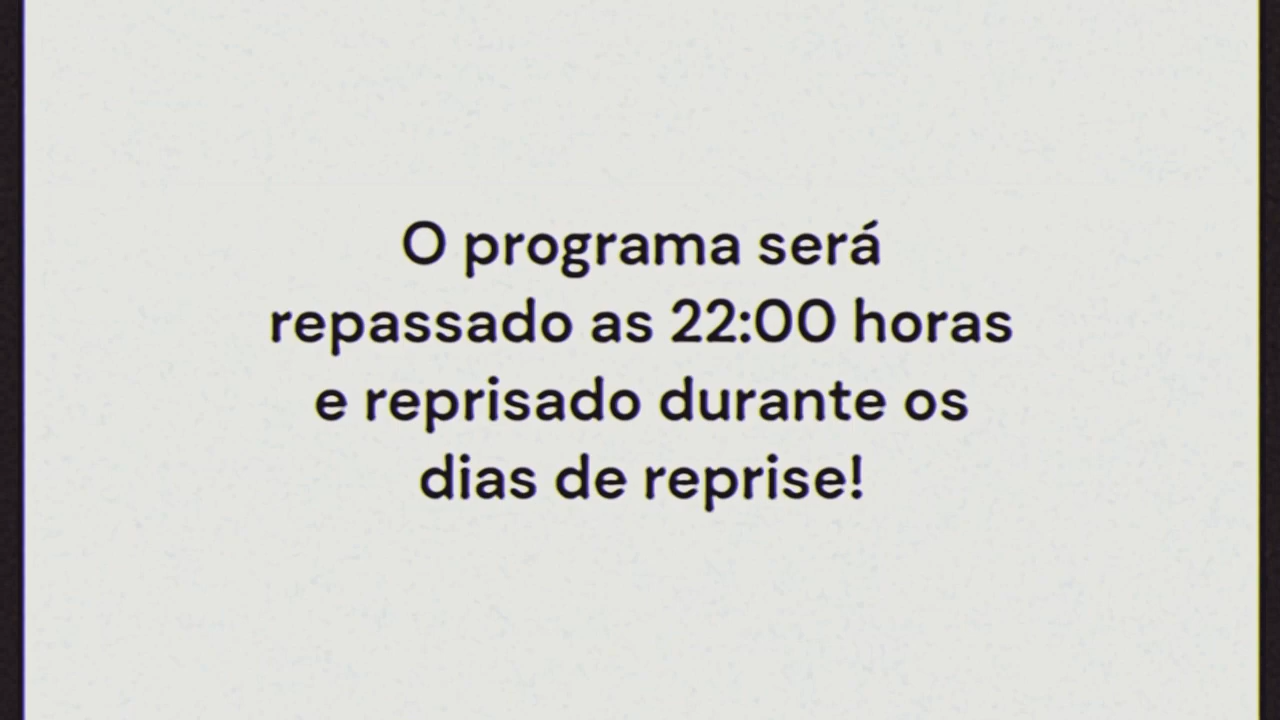 O programa será
repassado as 22:00 horas
e reprisado durante os
dias de reprise!